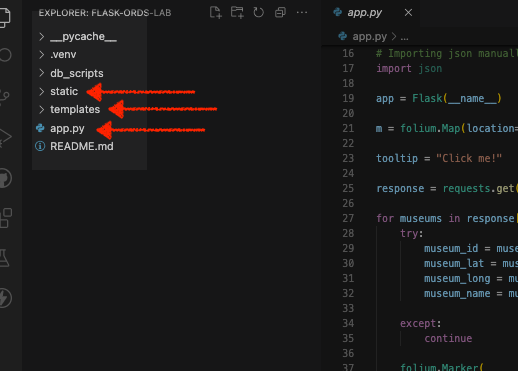 EXPLORER: FLASK-ORDS-LAB
__pycache__
.venv
db_scripts
static
templates
app.py
README.md
app.py
app.py > ...
16 # Importing json manuall
17 import json
18
19 app = Flask(__name__)
20
21 m = folium.Map(location=
22
23 tooltip = "Click me!"
24
25 response = requests.get(
26
27 for museums in response[
28 try:
29 museum_id = muse
30 museum_lat = mus
31 museum_long = mu
32 museum_name = mu
33
34 except:
35 continue
36
37 folium.Marker(